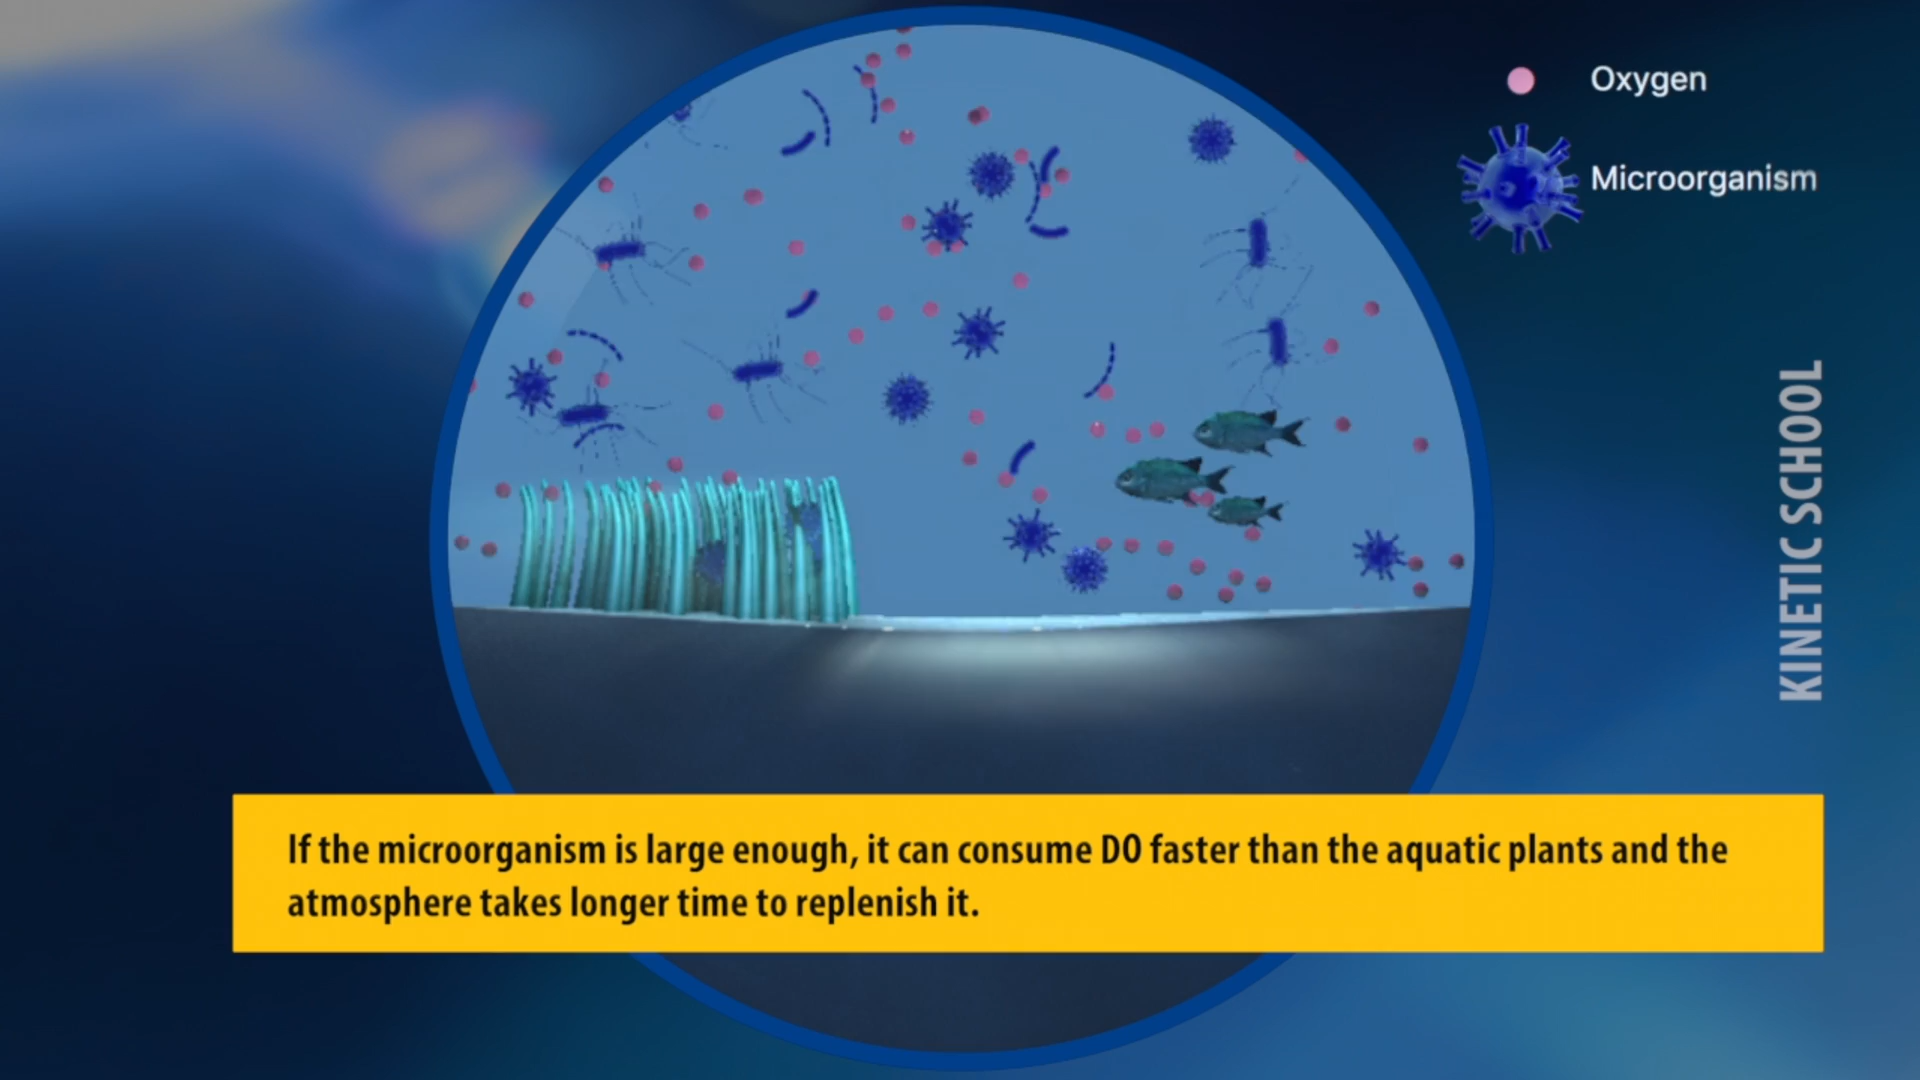 Oxygen
Microorganism
KINETIC SCHOOL
If the microorganism is large enough, it can consume DO faster than the aquatic plants and the
atmosphere takes longer time to replenish it.